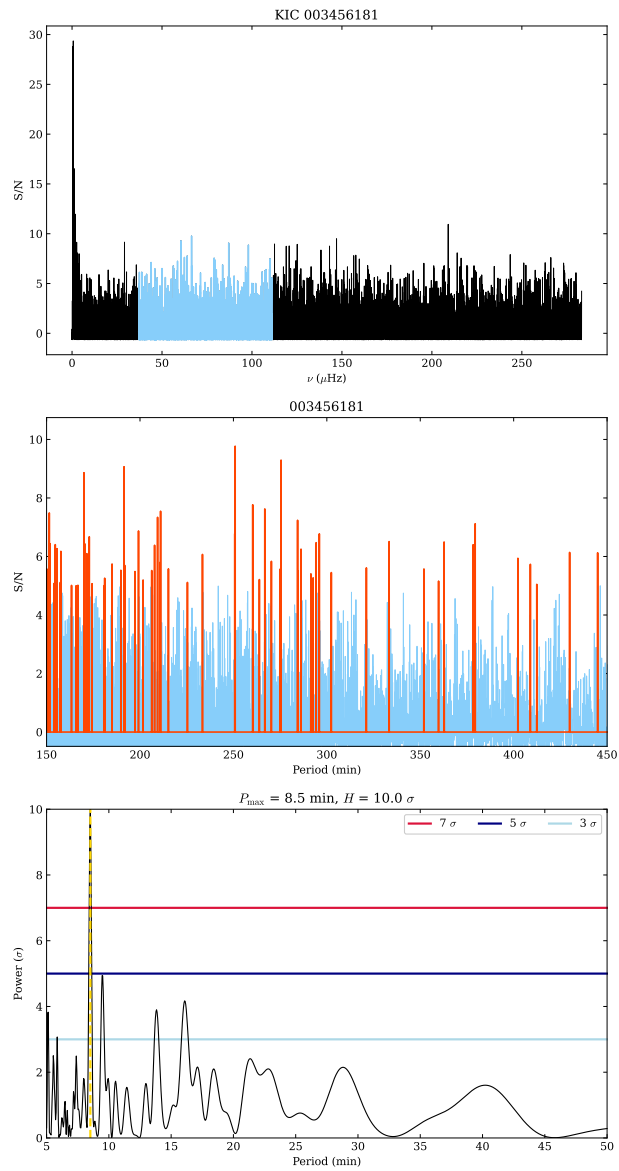 KIC 003456181
30
25
20
15
10
5
0
S/N
0 50 100 150 200 250
ν (μHz)
003456181
10
8
6
4
2
0
S/N
150 200 250 300 350 400 450
Period (min)
P_max = 8.5 min, H = 10.0 σ
7 σ 5 σ 3 σ
10
8
6
4
2
0
Power (σ)
5 10 15 20 25 30 35 40 45 50
Period (min)